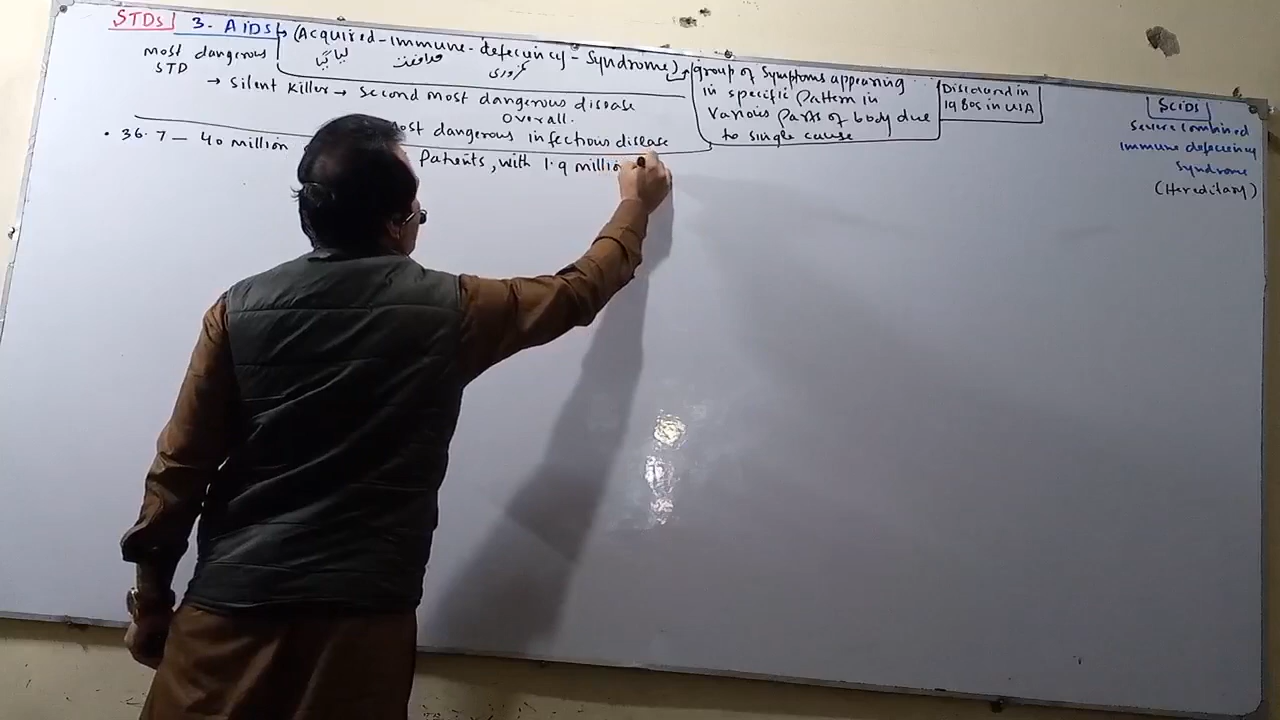 STDs 3. AIDS → (Acquired-immune-defeciency-Syndrome)
لیا گیا مدافعت کمزوری
most dangerous
STD
→ Silent Killer → Second most dangerous disease
overall.
most dangerous infectious disease
group of symptoms appearing
in specific pattern in
various parts of body due
to single cause
Discovered in
1980s in USA
• 36.7 – 40 million
Patients, with 1.9 million
SCIDS
Severe combined
immune defeciency
Syndrome
(Hereditary)